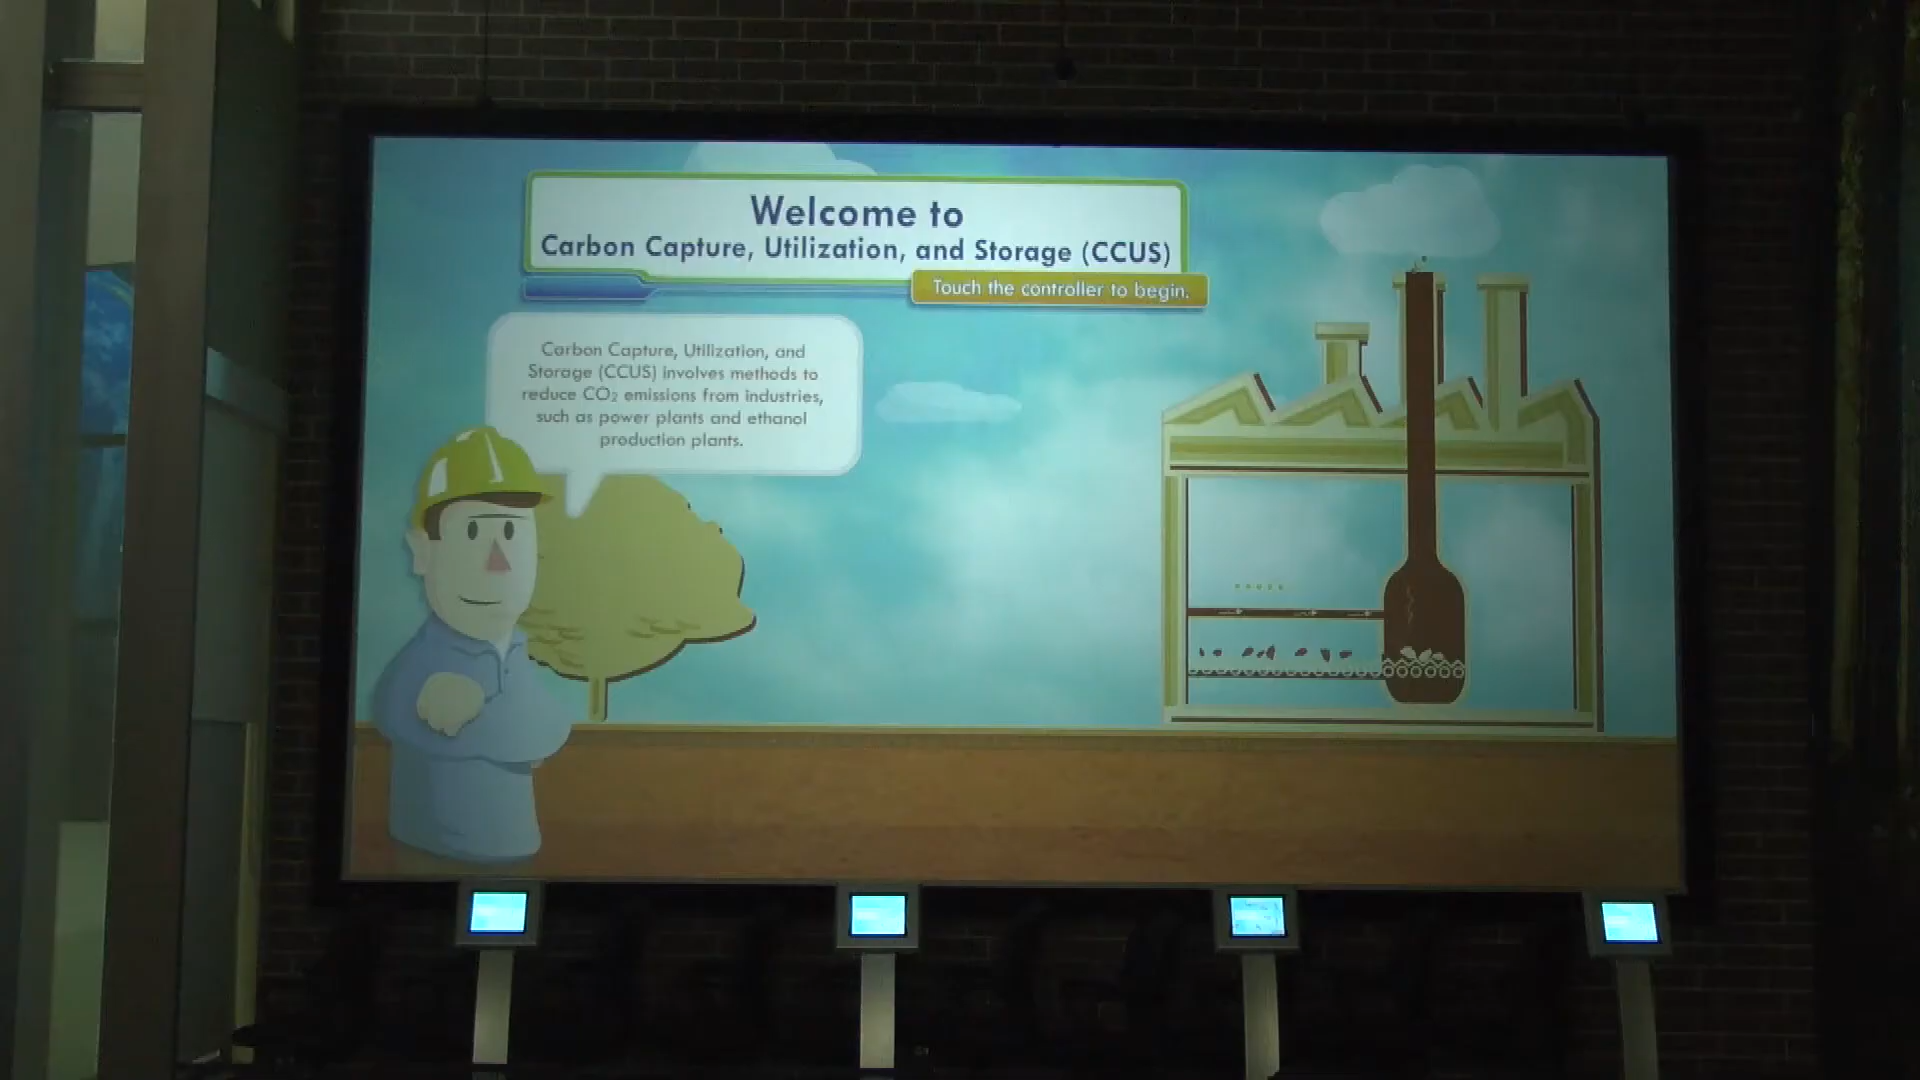 Welcome to
Carbon Capture, Utilization, and Storage (CCUS)
Touch the controller to begin.
Carbon Capture, Utilization, and
Storage (CCUS) involves methods to
reduce CO₂ emissions from industries,
such as power plants and ethanol
production plants.